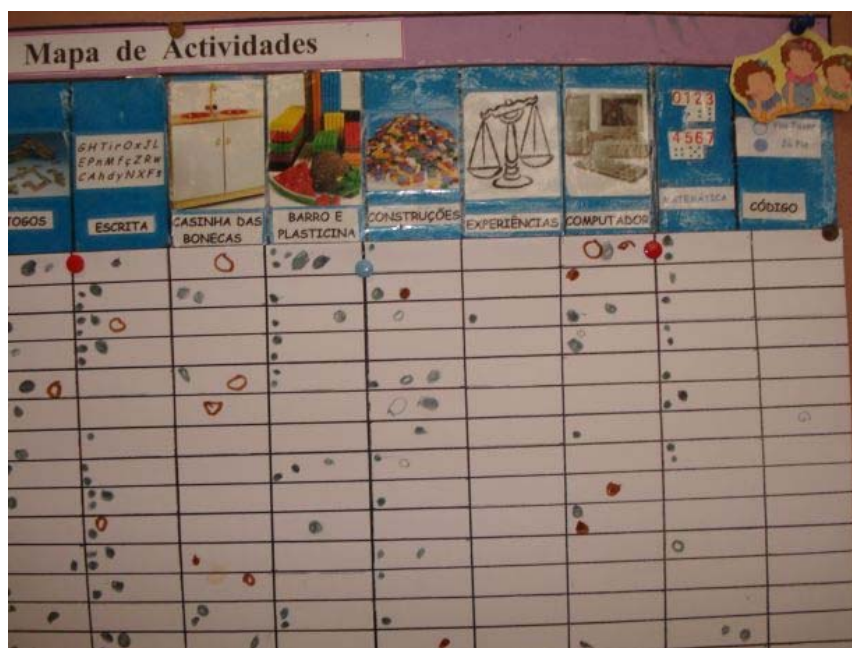 Mapa de Actividades
JOGOS
GHTirOxJL
EPnMfçZRw
CAhdyNXFs
ESCRITA
CASINHA DAS
BONECAS
BARRO E
PLASTICINA
CONSTRUÇÕES
EXPERIÊNCIAS
COMPUTADOR
0123
4567
MATEMÁTICA
CÓDIGO